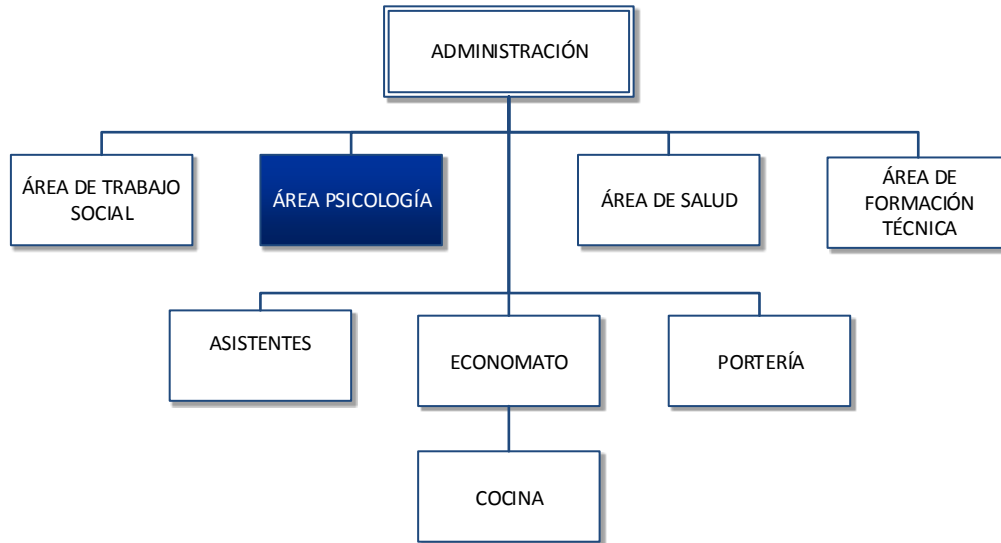 ADMINISTRACIÓN
ÁREA DE TRABAJO
SOCIAL
ÁREA PSICOLOGÍA
ÁREA DE SALUD
ÁREA DE
FORMACIÓN
TÉCNICA
ASISTENTES
ECONOMATO
PORTERÍA
COCINA